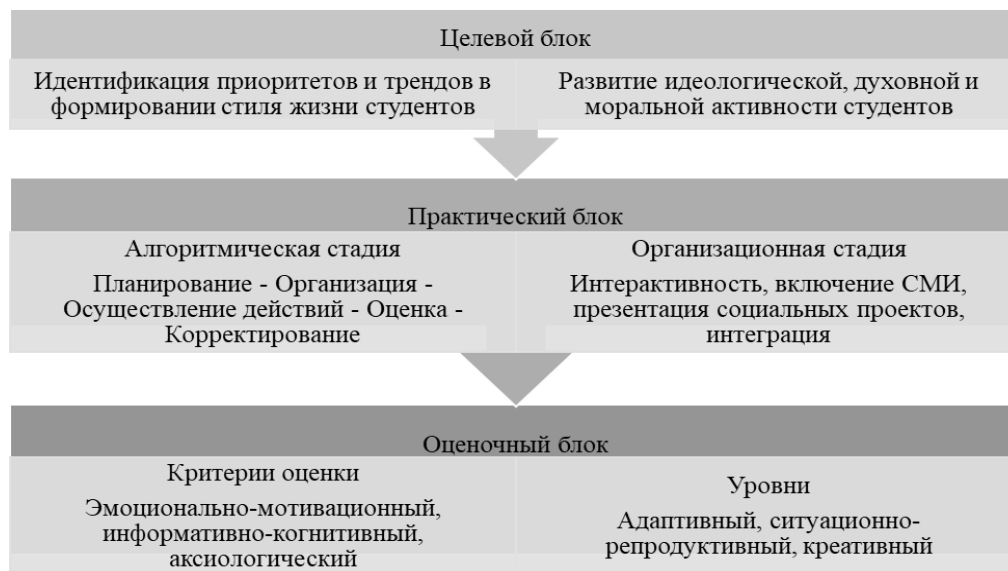 Целевой блок
Идентификация приоритетов и трендов в
формировании стиля жизни студентов
Развитие идеологической, духовной и
моральной активности студентов
Практический блок
Алгоритмическая стадия
Планирование - Организация -
Осуществление действий - Оценка -
Корректирование
Организационная стадия
Интерактивность, включение СМИ,
презентация социальных проектов,
интеграция
Оценочный блок
Критерии оценки
Эмоционально-мотивационный,
информативно-когнитивный,
аксиологический
Уровни
Адаптивный, ситуационно-
репродуктивный, креативный